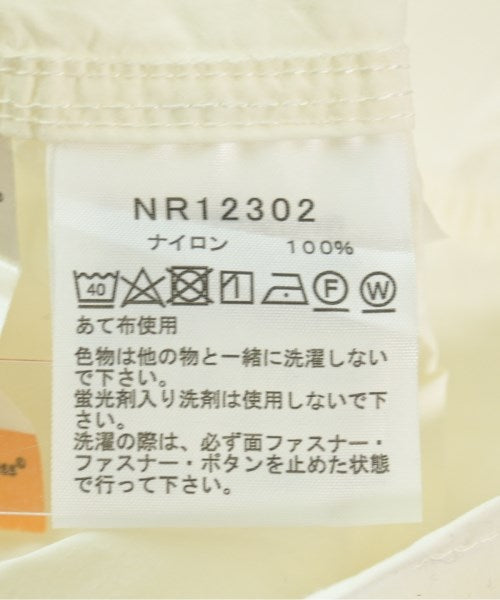 NR12302
ナイロン 100%
40 F W
あて布使用
色物は他の物と一緒に洗濯しない
で下さい。
蛍光剤入り洗剤は使用しないで下
さい。
洗濯の際は、必ず面ファスナー・
ファスナー・ボタンを止めた状態
で行って下さい。